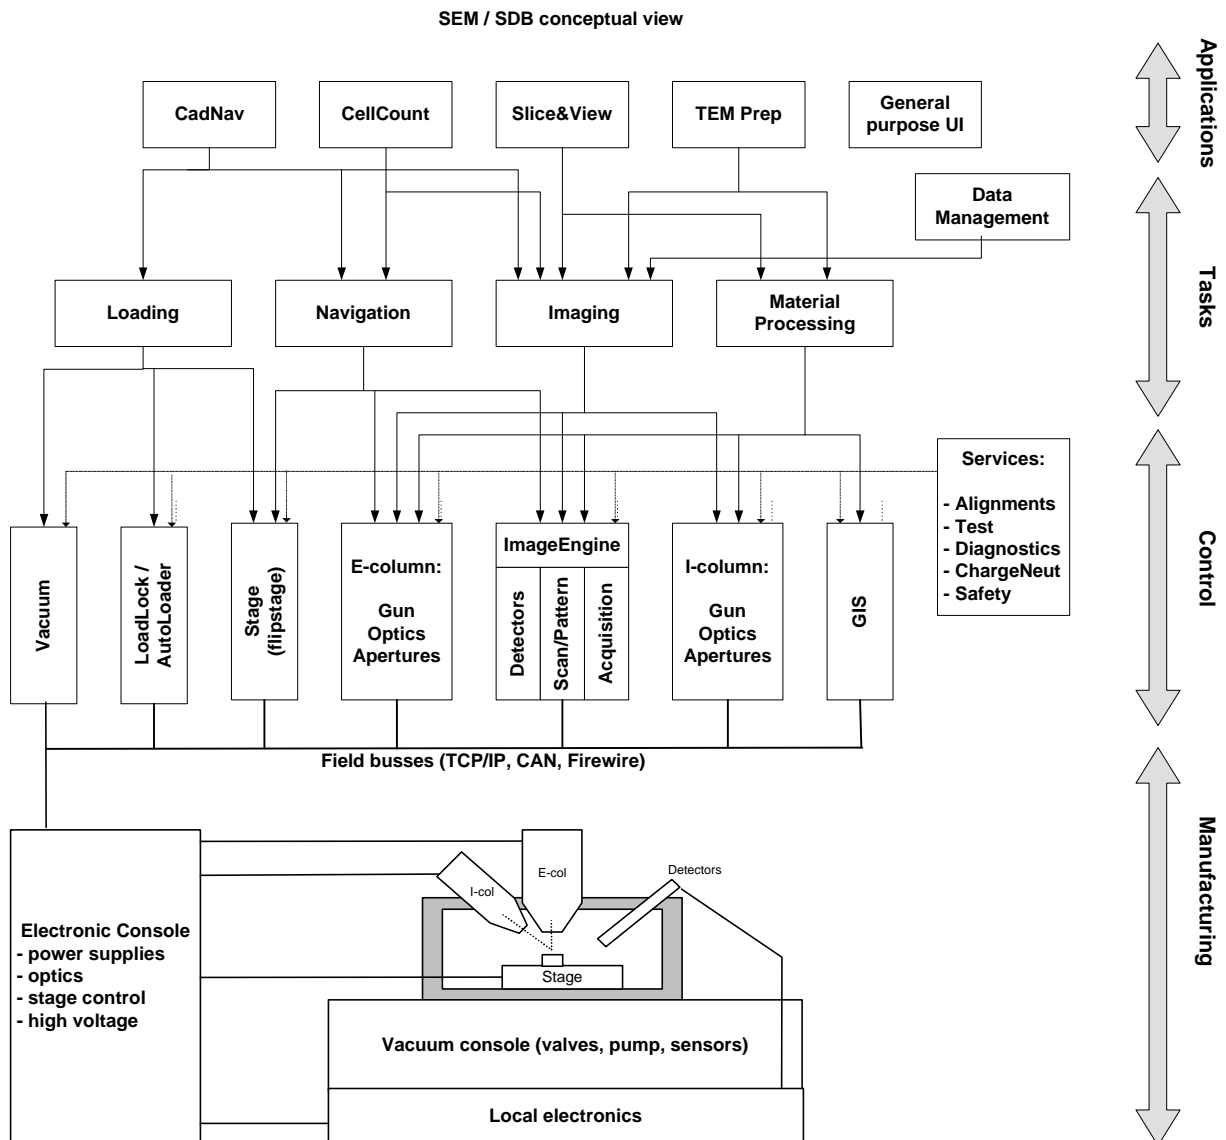 SEM / SDB conceptual view
Applications
CadNav
CellCount
Slice&View
TEM Prep
General
purpose UI
Data
Management
Tasks
Loading
Navigation
Imaging
Material
Processing
Services:
- Alignments
- Test
- Diagnostics
- ChargeNeut
- Safety
Control
Vacuum
LoadLock /
AutoLoader
Stage
(flipstage)
E-column:
Gun
Optics
Apertures
ImageEngine
Detectors
Scan/Pattern
Acquisition
I-column:
Gun
Optics
Apertures
GIS
Field busses (TCP/IP, CAN, Firewire)
Manufacturing
Electronic Console
- power supplies
- optics
- stage control
- high voltage
I-col
E-col
Detectors
Stage
Vacuum console (valves, pump, sensors)
Local electronics